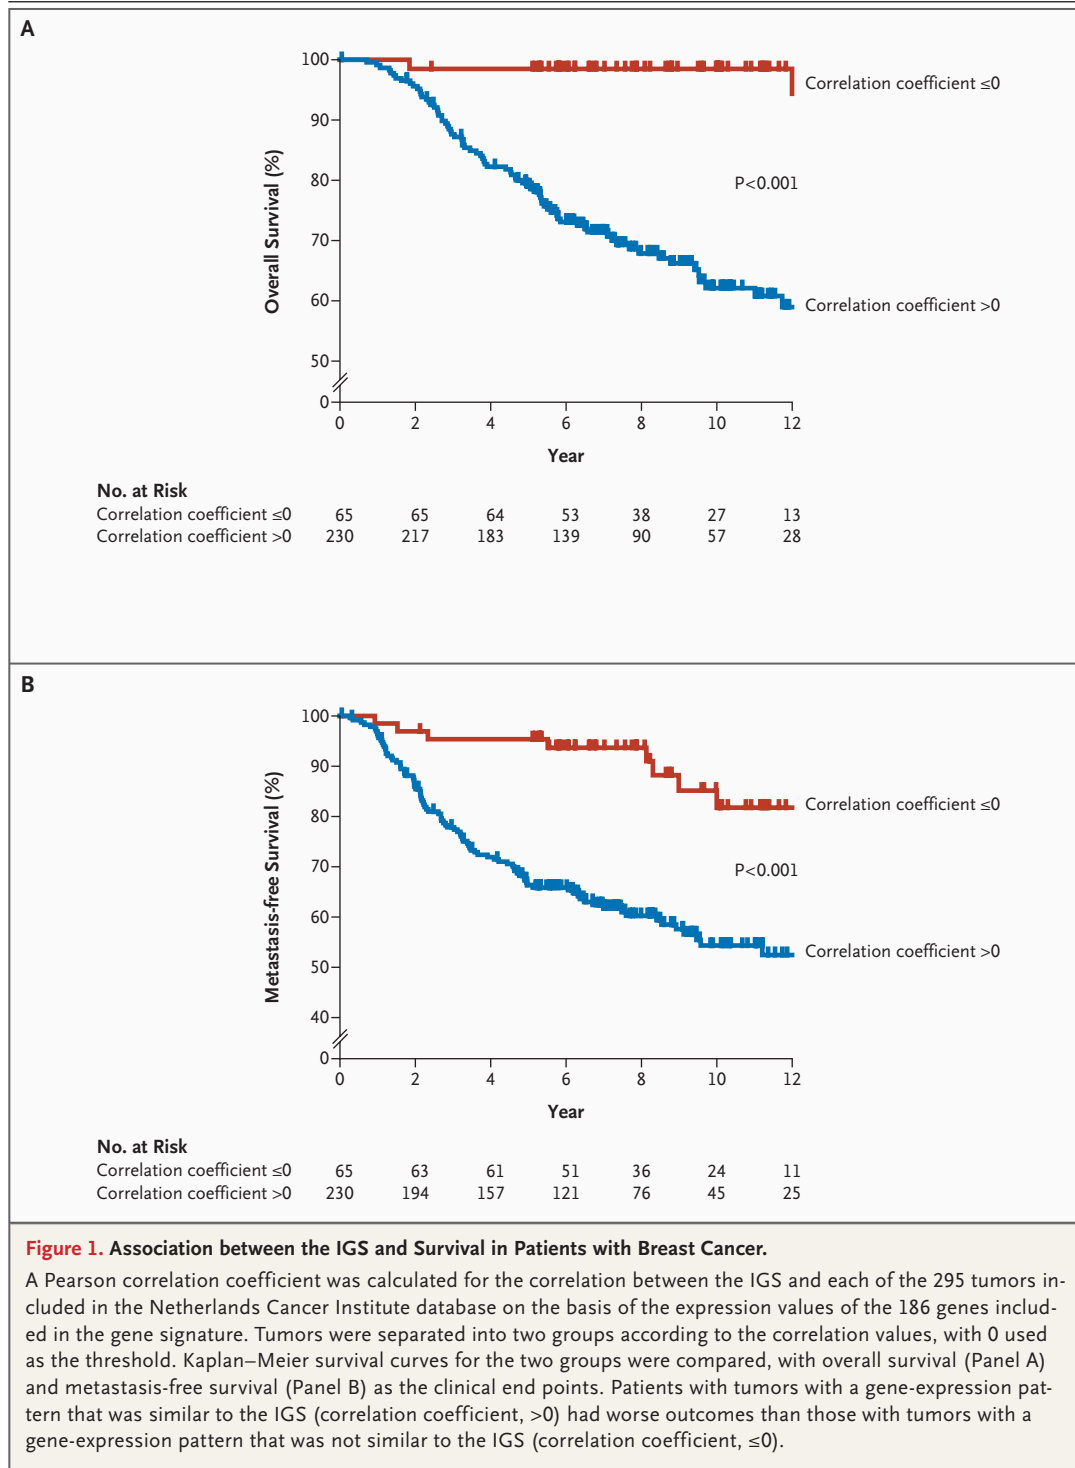 A
100
90
80
70
60
50
0
Overall Survival (%)
Correlation coefficient ≤0
P<0.001
Correlation coefficient >0
0 2 4 6 8 10 12
Year
No. at Risk
Correlation coefficient ≤0 65 65 64 53 38 27 13
Correlation coefficient >0 230 217 183 139 90 57 28
B
100
90
80
70
60
50
40
0
Metastasis-free Survival (%)
Correlation coefficient ≤0
P<0.001
Correlation coefficient >0
0 2 4 6 8 10 12
Year
No. at Risk
Correlation coefficient ≤0 65 63 61 51 36 24 11
Correlation coefficient >0 230 194 157 121 76 45 25
Figure 1. Association between the IGS and Survival in Patients with Breast Cancer.
A Pearson correlation coefficient was calculated for the correlation between the IGS and each of the 295 tumors in-
cluded in the Netherlands Cancer Institute database on the basis of the expression values of the 186 genes includ-
ed in the gene signature. Tumors were separated into two groups according to the correlation values, with 0 used
as the threshold. Kaplan–Meier survival curves for the two groups were compared, with overall survival (Panel A)
and metastasis-free survival (Panel B) as the clinical end points. Patients with tumors with a gene-expression pat-
tern that was similar to the IGS (correlation coefficient, >0) had worse outcomes than those with tumors with a
gene-expression pattern that was not similar to the IGS (correlation coefficient, ≤0).